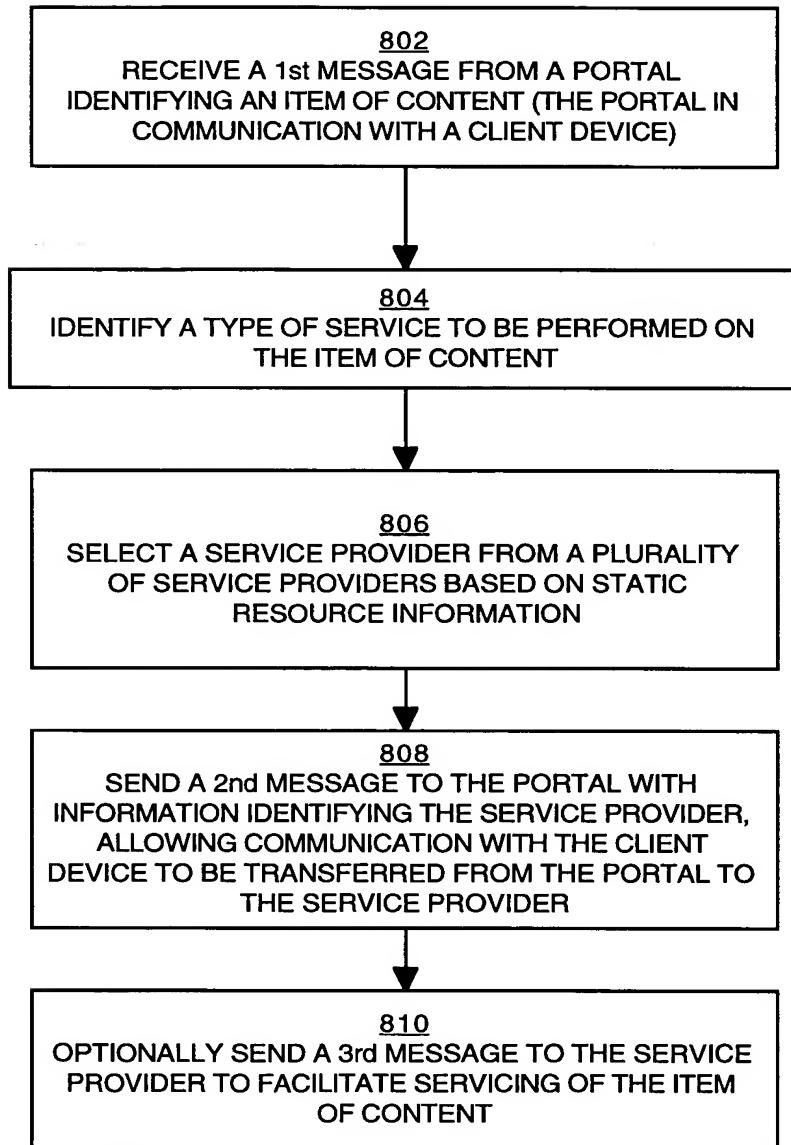 802
RECEIVE A 1st MESSAGE FROM A PORTAL
IDENTIFYING AN ITEM OF CONTENT (THE PORTAL IN
COMMUNICATION WITH A CLIENT DEVICE)
804
IDENTIFY A TYPE OF SERVICE TO BE PERFORMED ON
THE ITEM OF CONTENT
806
SELECT A SERVICE PROVIDER FROM A PLURALITY
OF SERVICE PROVIDERS BASED ON STATIC
RESOURCE INFORMATION
808
SEND A 2nd MESSAGE TO THE PORTAL WITH
INFORMATION IDENTIFYING THE SERVICE PROVIDER,
ALLOWING COMMUNICATION WITH THE CLIENT
DEVICE TO BE TRANSFERRED FROM THE PORTAL TO
THE SERVICE PROVIDER
810
OPTIONALLY SEND A 3rd MESSAGE TO THE SERVICE
PROVIDER TO FACILITATE SERVICING OF THE ITEM
OF CONTENT